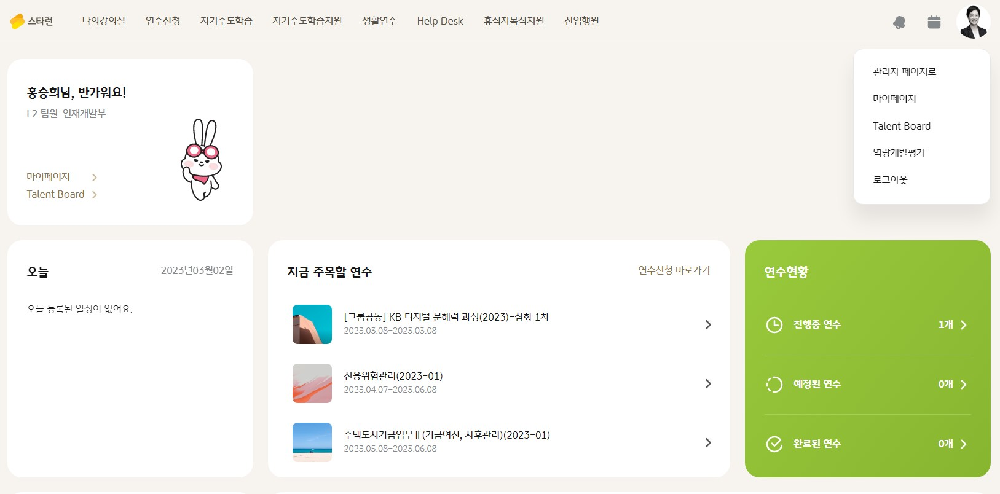 스타런
나의강의실
연수신청
자기주도학습
자기주도학습지원
생활연수
Help Desk
휴직자복직지원
신입행원
관리자 페이지로
마이페이지
Talent Board
역량개발평가
로그아웃
홍승희님, 반가워요!
L2 팀원 인재개발부
마이페이지
Talent Board
오늘
2023년03월02일
오늘 등록된 일정이 없어요.
지금 주목할 연수
연수신청 바로가기
[그룹공동] KB 디지털 문해력 과정(2023)-심화 1차
2023.03.08-2023.03.08
신용위험관리(2023-01)
2023.04.07-2023.06.08
주택도시기금업무Ⅱ(기금여신, 사후관리)(2023-01)
2023.05.08-2023.06.08
연수현황
진행중 연수 1개
예정된 연수 0개
완료된 연수 0개